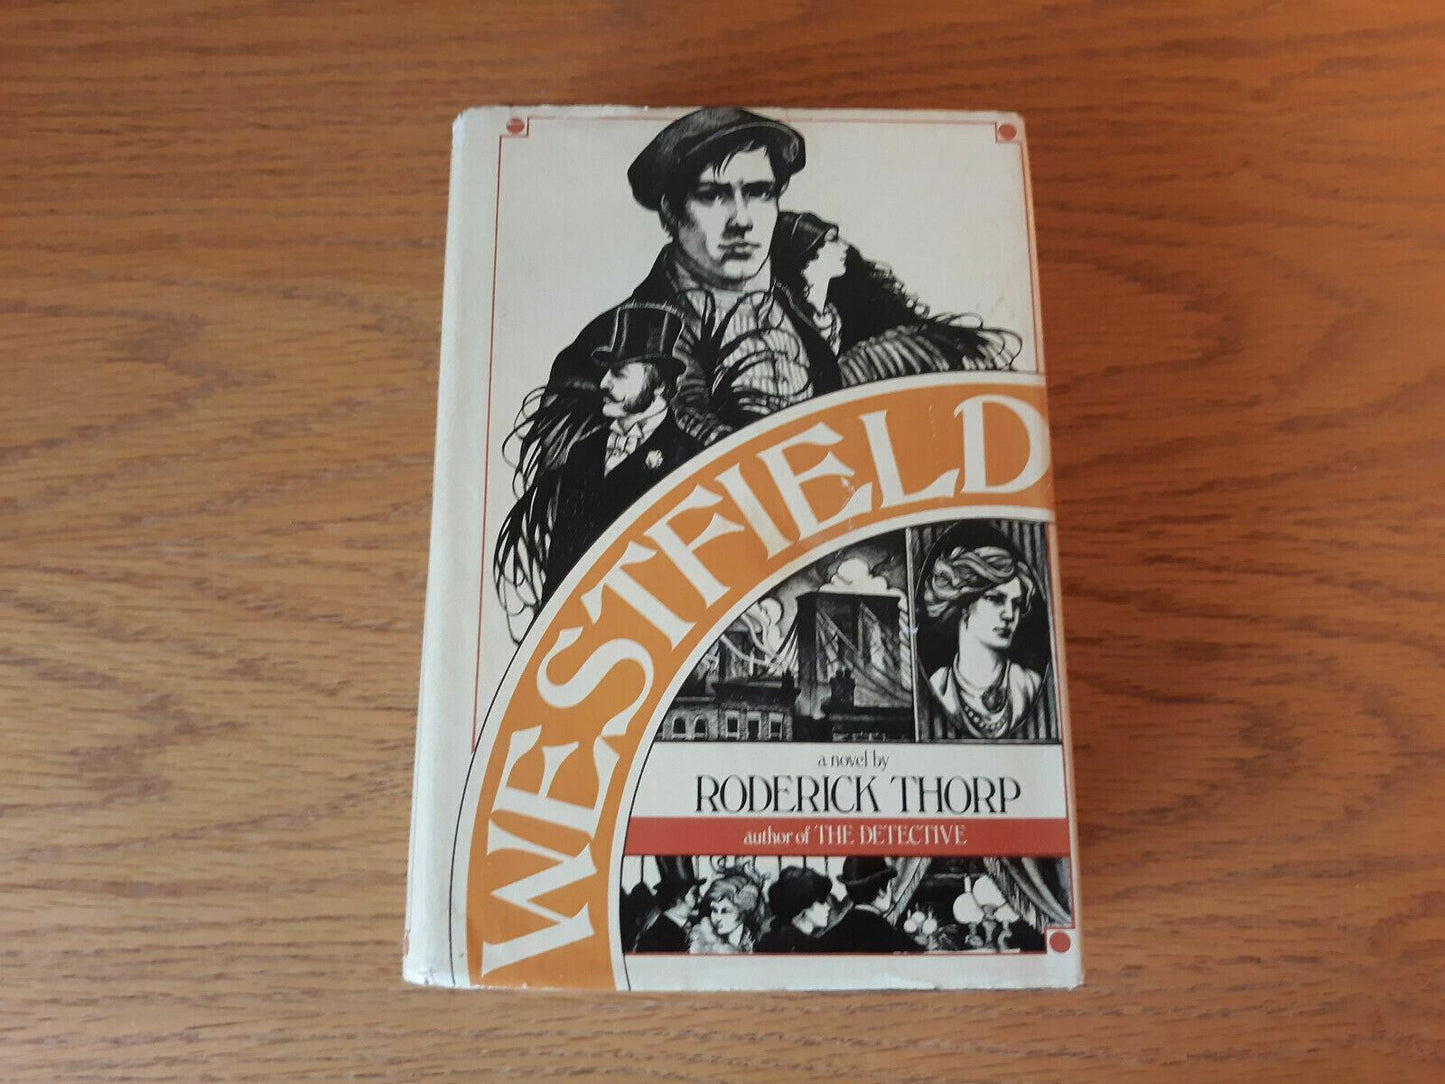 WESTFIELD
a novel by
RODERICK THORP
author of THE DETECTIVE